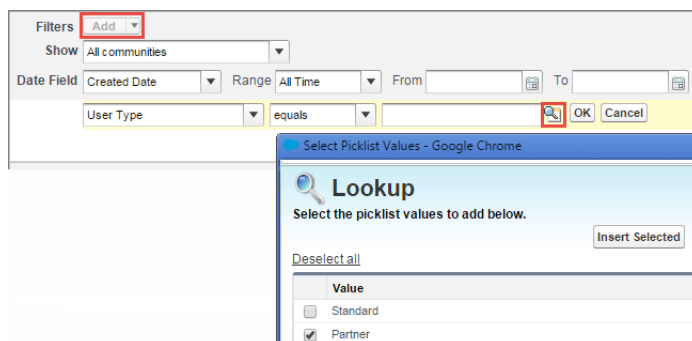 Filters Add
Show All communities
Date Field Created Date Range All Time From To
User Type equals OK Cancel
Select Picklist Values - Google Chrome
Lookup
Select the picklist values to add below.
Insert Selected
Deselect all
Value
Standard
Partner